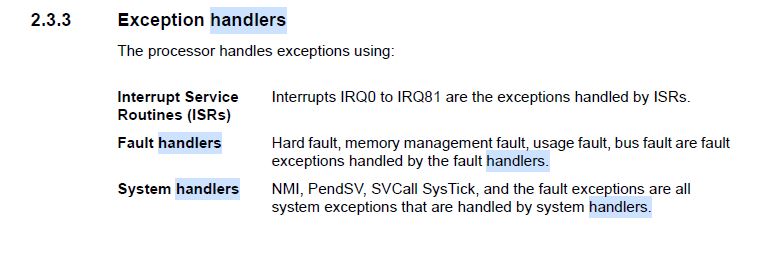 2.3.3 Exception handlers
The processor handles exceptions using:
Interrupt Service Routines (ISRs) Interrupts IRQ0 to IRQ81 are the exceptions handled by ISRs.
Fault handlers Hard fault, memory management fault, usage fault, bus fault are fault
exceptions handled by the fault handlers.
System handlers NMI, PendSV, SVCall SysTick, and the fault exceptions are all
system exceptions that are handled by system handlers.